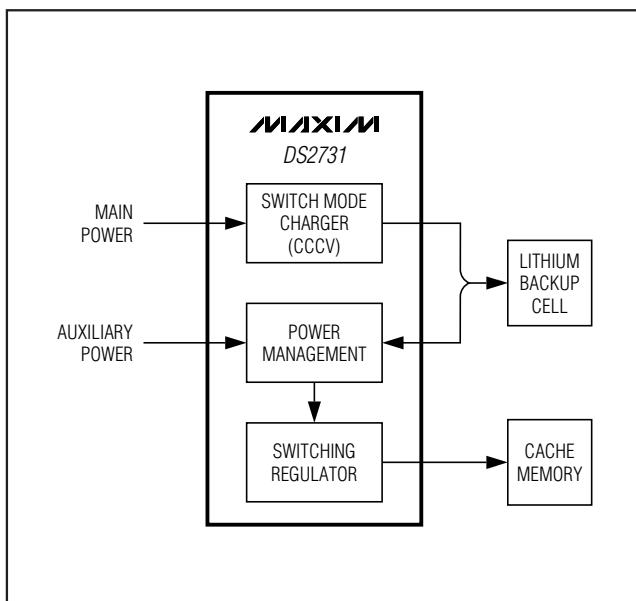 MAXIM
DS2731
MAIN
POWER
SWITCH MODE
CHARGER
(CCCV)
LITHIUM
BACKUP
CELL
AUXILIARY
POWER
POWER
MANAGEMENT
SWITCHING
REGULATOR
CACHE
MEMORY